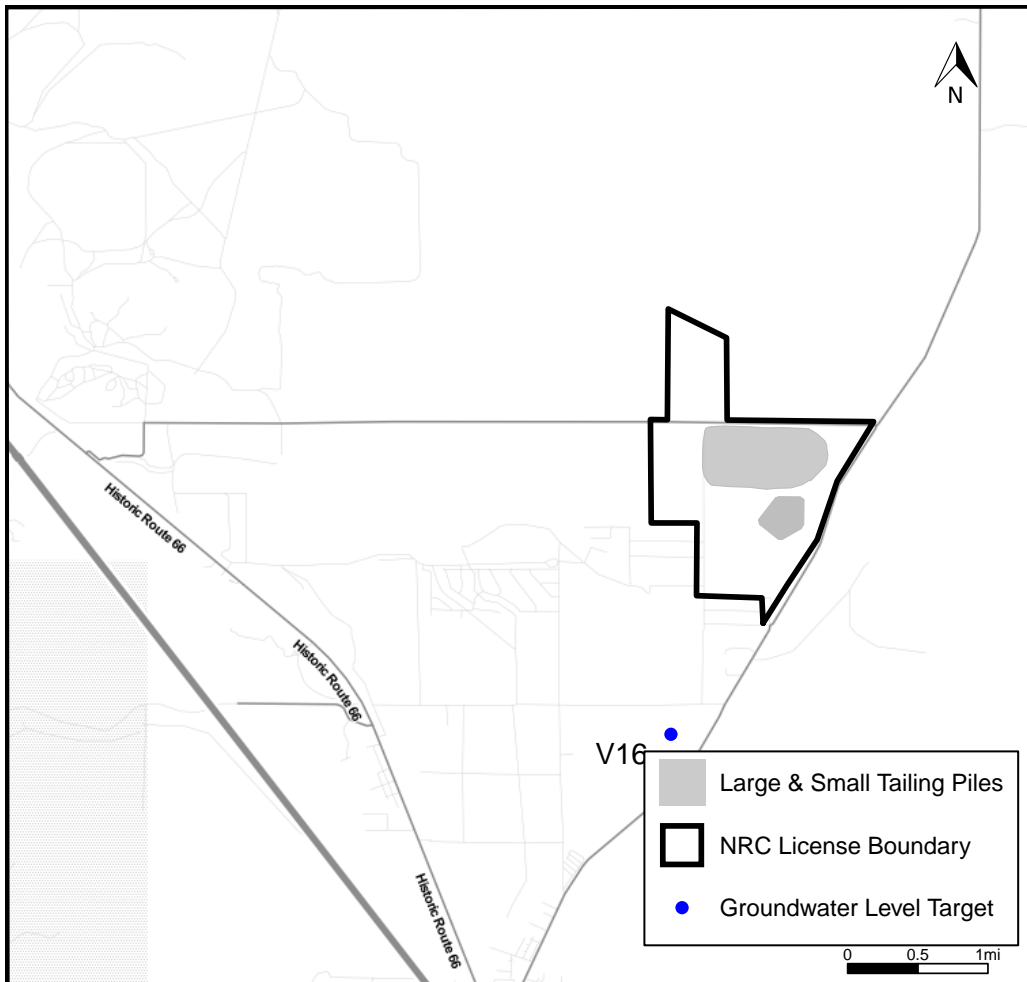 N
Historic Route 66
Historic Route 66
V16
Large & Small Tailing Piles
NRC License Boundary
Historic Route 66
Groundwater Level Target
0 0.5 1mi